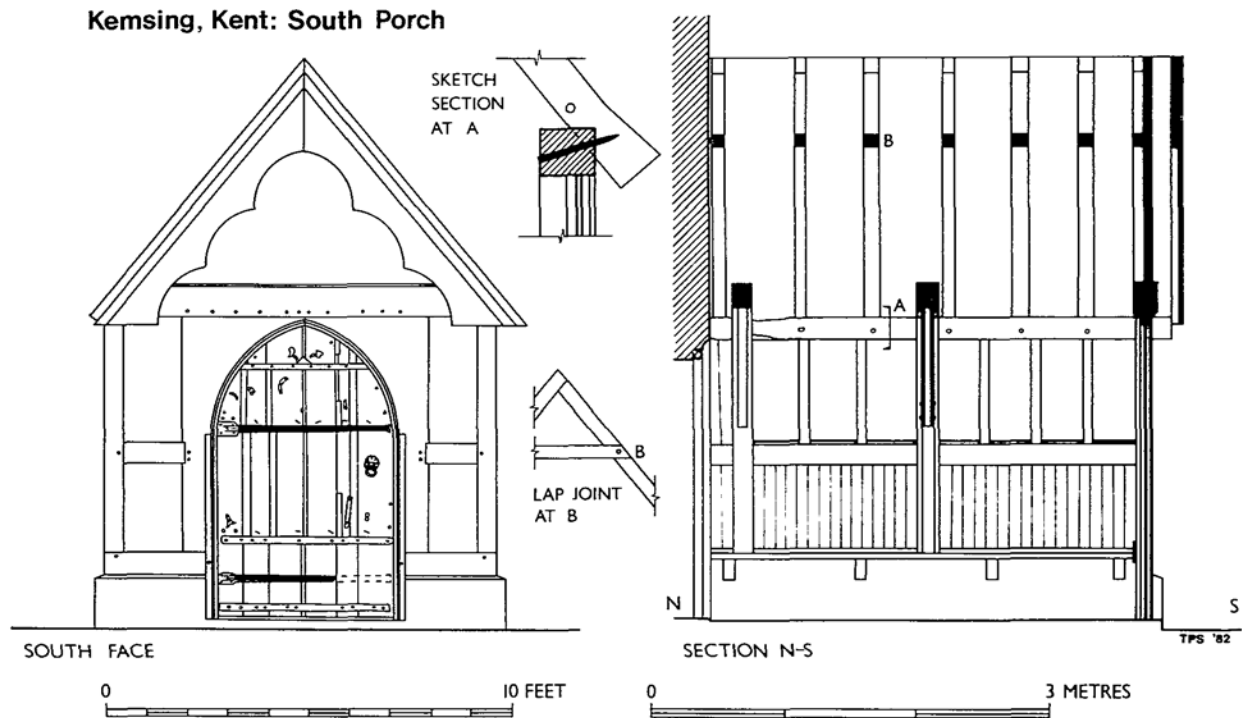 Kemsing, Kent: South Porch
SKETCH
SECTION
AT A
B
A
B
LAP JOINT
AT B
N
S
TPS '82
SOUTH FACE
SECTION N-S
0
10 FEET
0
3 METRES